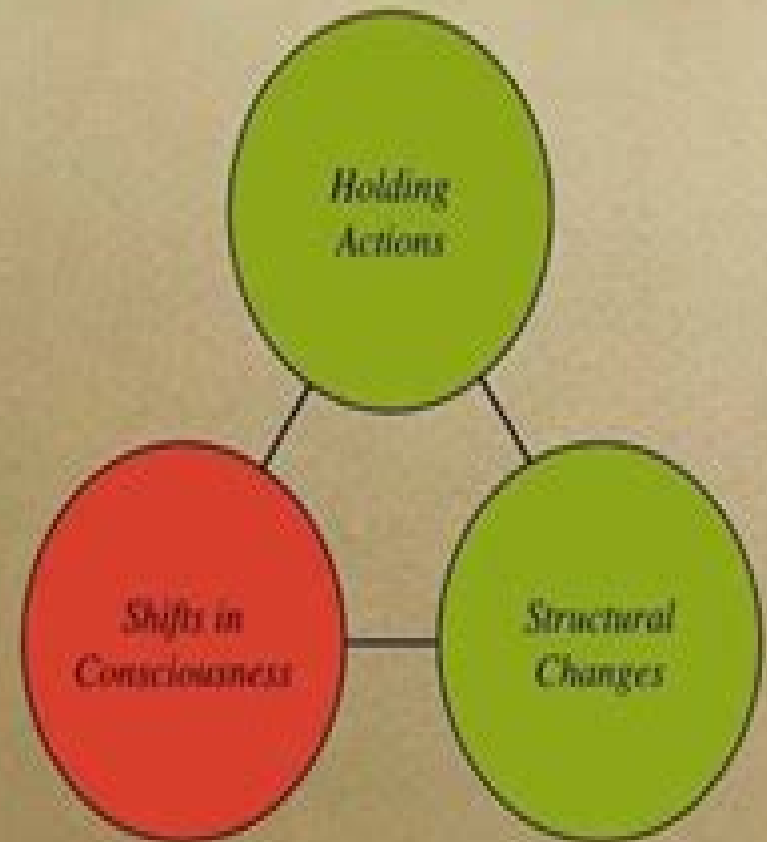 Holding
Actions
Shifts in
Consciousness
Structural
Changes